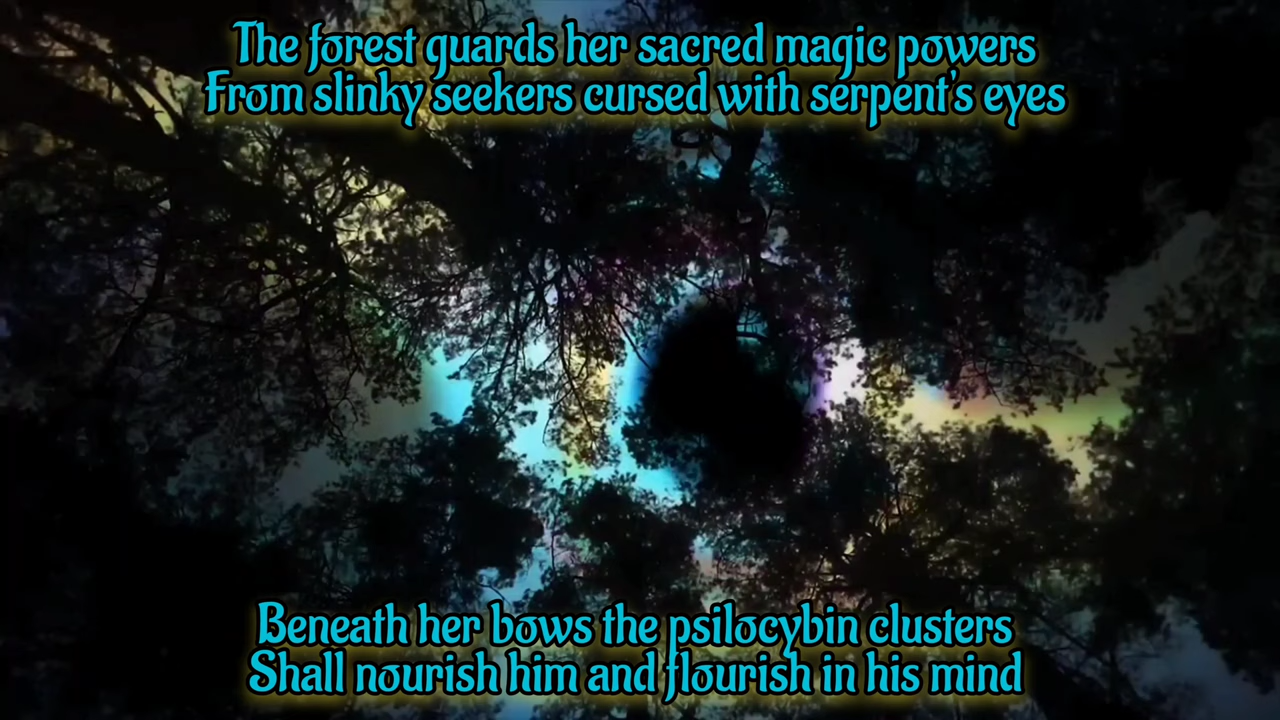 The forest guards her sacred magic powers
From slinky seekers cursed with serpent's eyes
Beneath her bows the psilocybin clusters
Shall nourish him and flourish in his mind